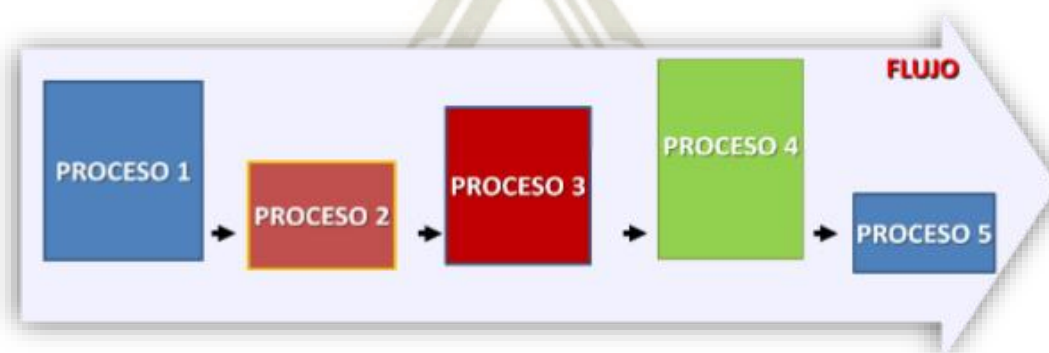 FLUJO
PROCESO 1
PROCESO 2
PROCESO 3
PROCESO 4
PROCESO 5